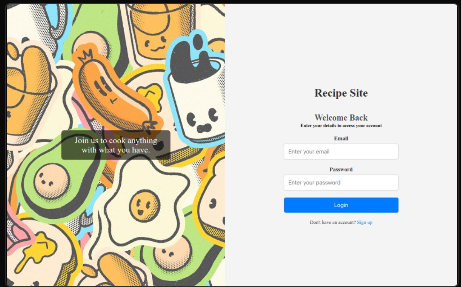 Join us to cook anything
with what you have.
Recipe Site
Welcome Back
Enter your details to access your account
Email
Enter your email
Password
Enter your password
Login
Don't have an account? Sign up